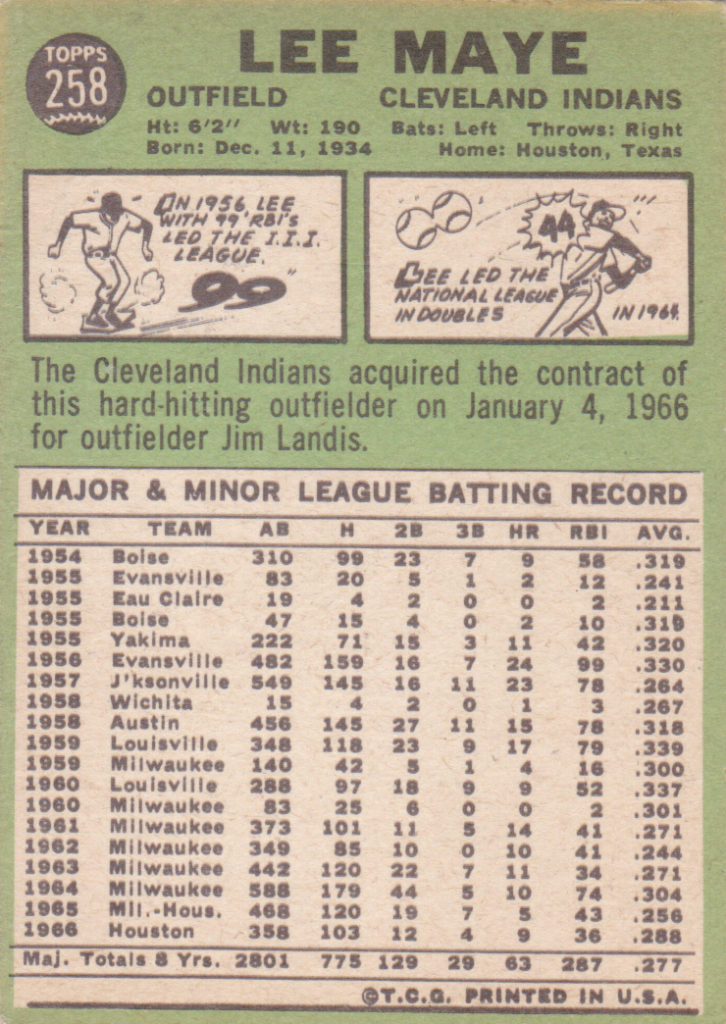 TOPPS
258
LEE MAYE
OUTFIELD CLEVELAND INDIANS
Ht: 6'2" Wt: 190 Bats: Left Throws: Right
Born: Dec. 11, 1934 Home: Houston, Texas
IN 1956, LEE
WITH 99 RBI'S
LED THE I.I.I.
LEAGUE.
99
44
LEE LED THE
NATIONAL LEAGUE
IN DOUBLES
IN 1964.
The Cleveland Indians acquired the contract of
this hard-hitting outfielder on January 4, 1966
for outfielder Jim Landis.
MAJOR & MINOR LEAGUE BATTING RECORD
YEAR TEAM AB H 2B 3B HR RBI AVG.
1954 Boise 310 99 23 7 9 58 .319
1955 Evansville 83 20 5 1 2 12 .241
1955 Eau Claire 19 4 2 0 0 2 .211
1955 Boise 47 15 4 0 2 10 .319
1955 Yakima 222 71 15 3 11 42 .320
1956 Evansville 482 159 16 7 24 99 .330
1957 J'ksonville 549 145 16 11 23 78 .264
1958 Wichita 15 4 2 0 1 3 .267
1958 Austin 456 145 27 11 15 78 .318
1959 Louisville 348 118 23 9 17 79 .339
1959 Milwaukee 140 42 5 1 4 16 .300
1960 Louisville 288 97 18 9 9 52 .337
1960 Milwaukee 83 25 6 0 0 2 .301
1961 Milwaukee 373 101 11 5 14 41 .271
1962 Milwaukee 349 85 10 0 10 41 .244
1963 Milwaukee 442 120 22 7 11 34 .271
1964 Milwaukee 588 179 44 5 10 74 .304
1965 Mil.-Hous. 468 120 19 7 5 43 .256
1966 Houston 358 103 12 4 9 36 .288
Maj. Totals 8 Yrs. 2801 775 129 29 63 287 .277
©T.C.G. PRINTED IN U.S.A.